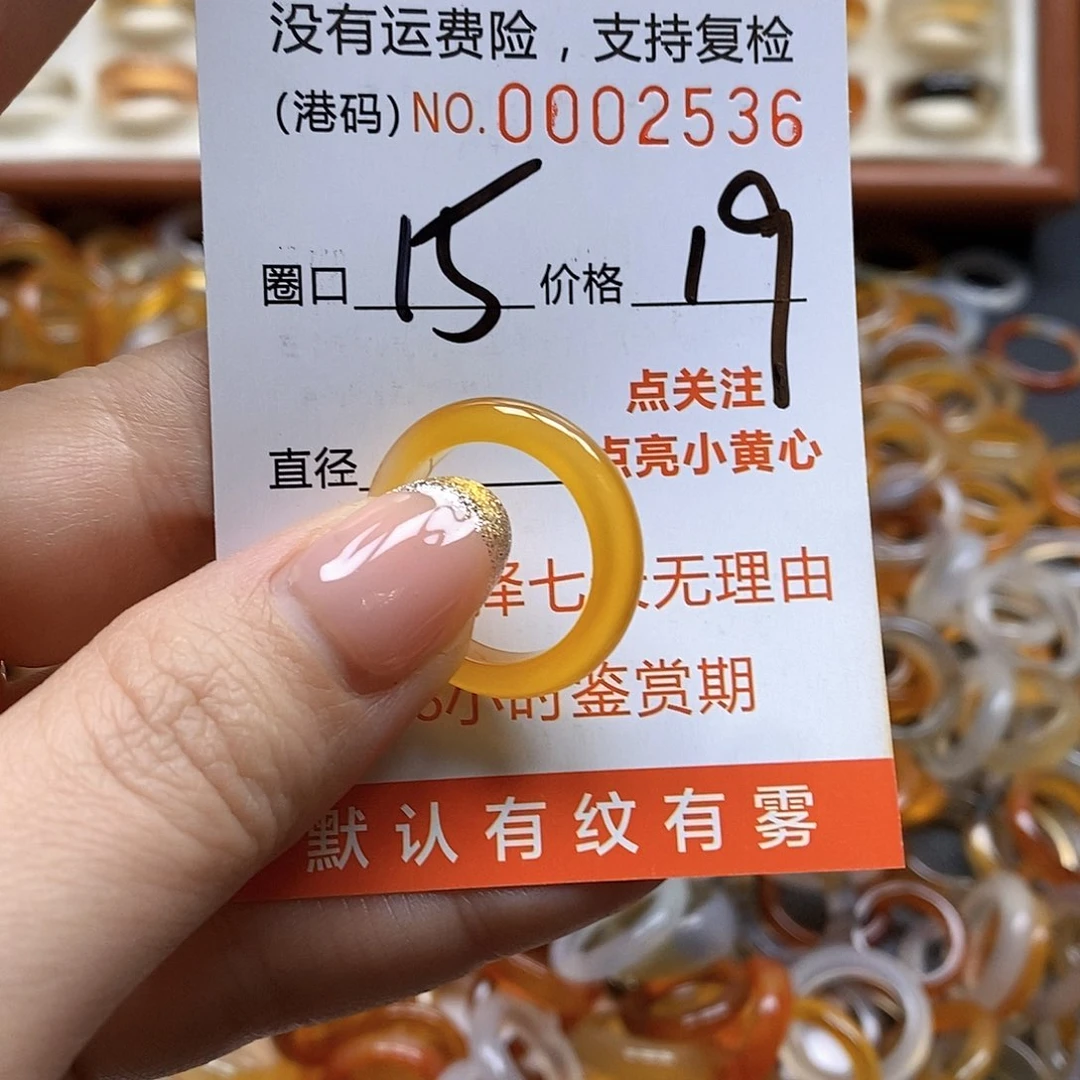 没有运费险，支持复检
(港码) NO.0002536
圈口 15 价格 19
点关注
直径 点亮小黄心
七 无理由
小时鉴赏期
默认有纹有雾